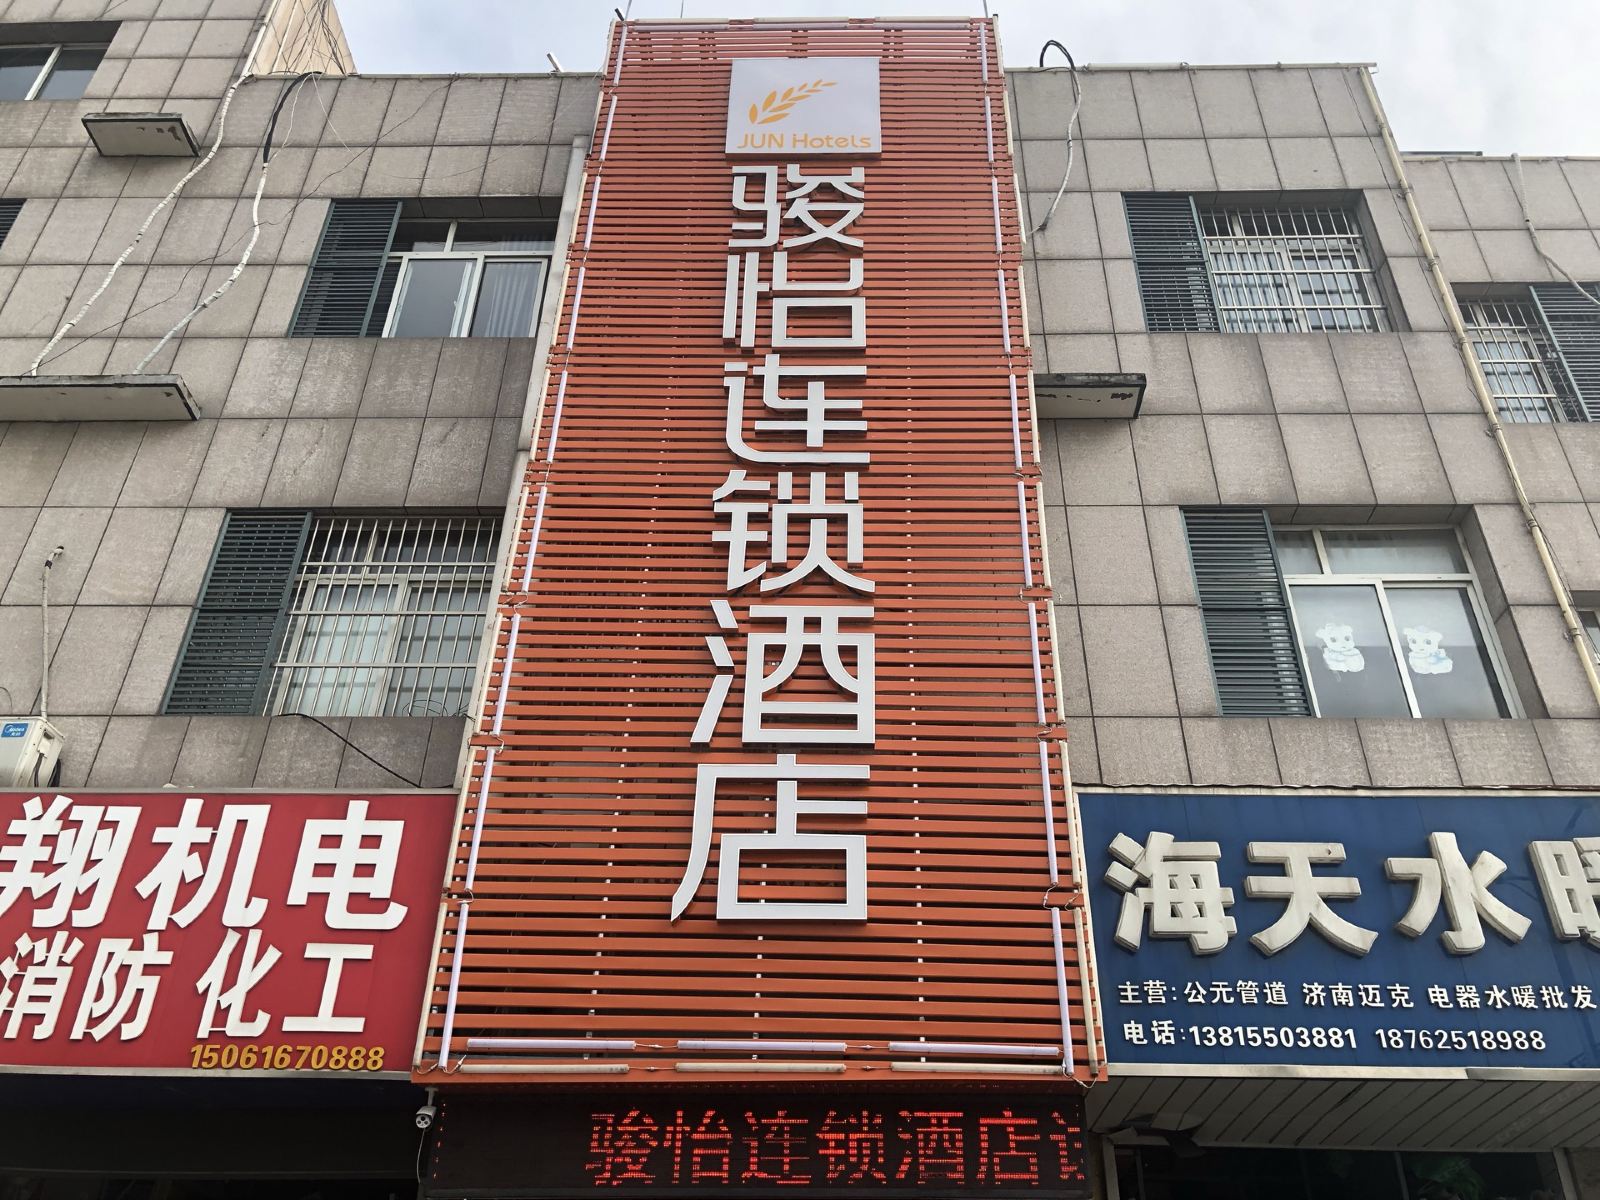 JUN Hotels
骏怡连锁酒店
翔机电
消防 化工
15061670888
海天水暖
主营:公元管道 济南迈克 电器水暖批发
电话:13815503881 18762518988
骏怡连锁酒店
Midea